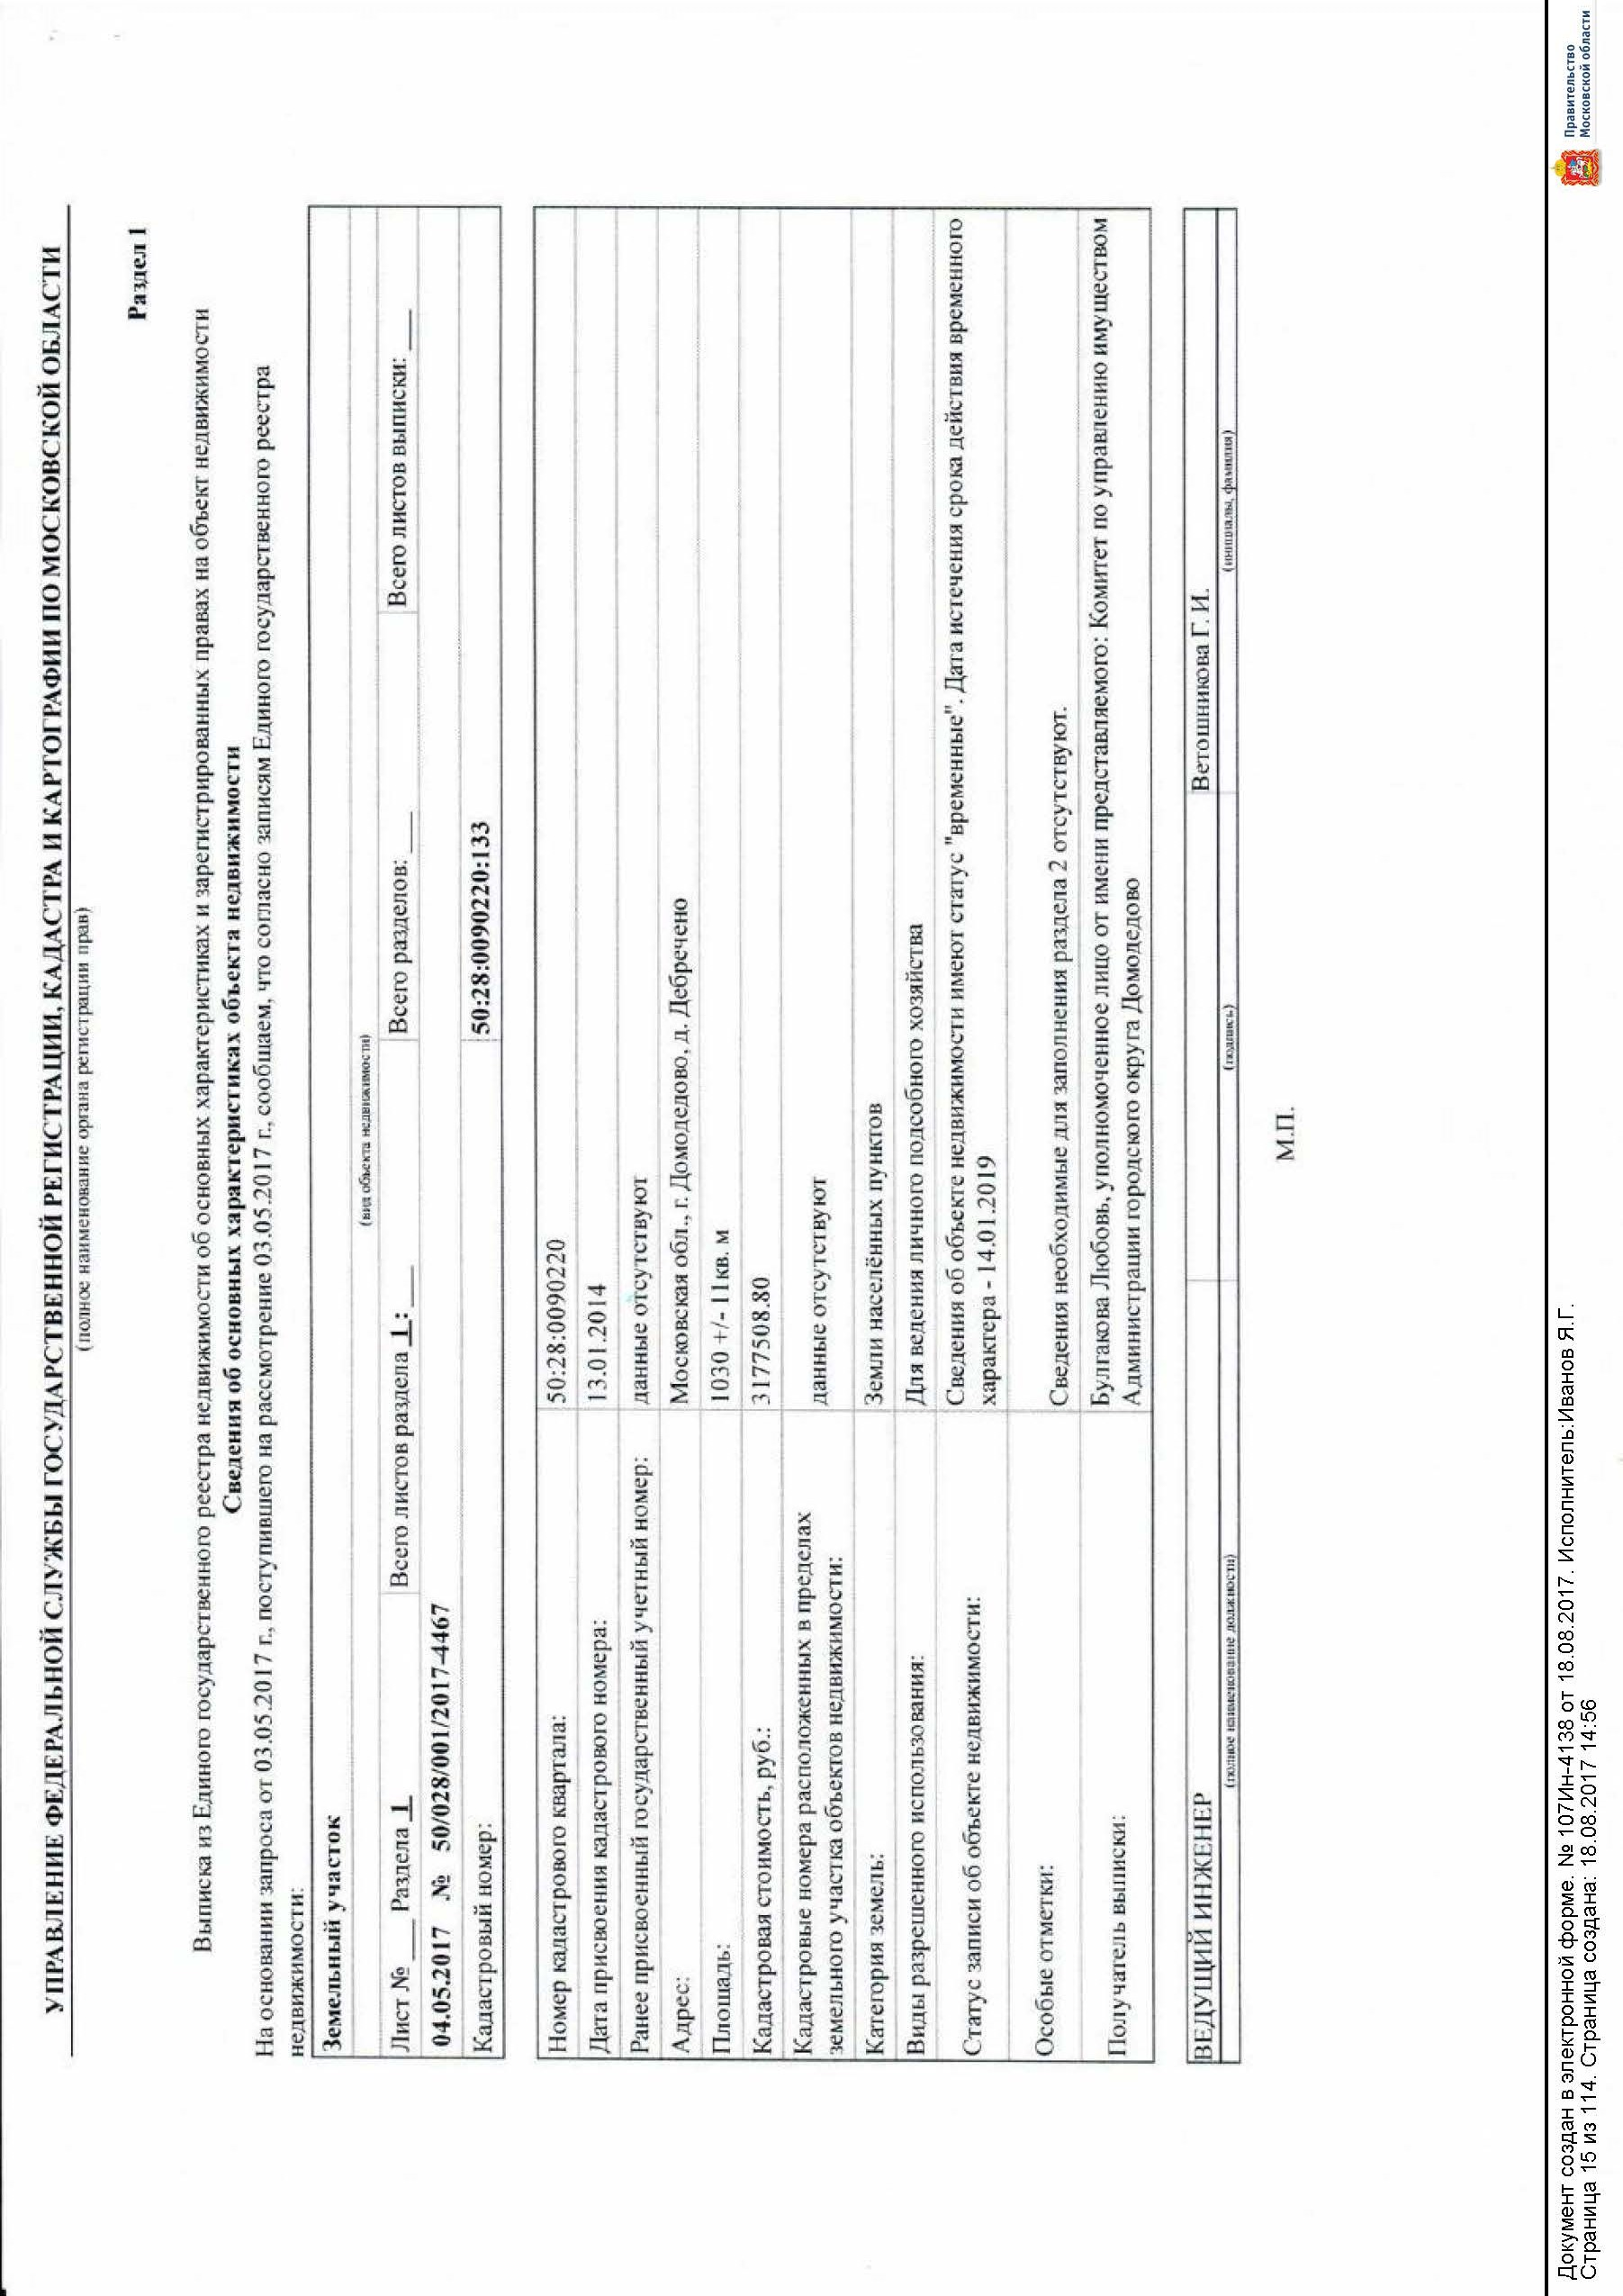 УПРАВЛЕНИЕ ФЕДЕРАЛЬНОЙ СЛУЖБЫ ГОСУДАРСТВЕННОЙ РЕГИСТРАЦИИ, КАДАСТРА И КАРТОГРАФИИ ПО МОСКОВСКОЙ ОБЛАСТИ
(полное наименование органа регистрации прав)
Раздел 1
Выписка из Единого государственного реестра недвижимости об основных характеристиках и зарегистрированных правах на объект недвижимости
Сведения об основных характеристиках объекта недвижимости
На основании запроса от 03.05.2017 г., поступившего на рассмотрение 03.05.2017 г., сообщаем, что согласно записям Единого государственного реестра
недвижимости:
Земельный участок
(вид объекта недвижимости)
Лист № ___ Раздела 1 Всего листов раздела 1: ___ Всего разделов: ___ Всего листов выписки: ___
04.05.2017 № 50/028/001/2017-4467
Кадастровый номер: 50:28:0090220:133
Номер кадастрового квартала: 50:28:0090220
Дата присвоения кадастрового номера: 13.01.2014
Ранее присвоенный государственный учетный номер: данные отсутствуют
Адрес: Московская обл., г. Домодедово, д. Дебречено
Площадь: 1030 +/- 11кв. м
Кадастровая стоимость, руб.: 3177508.80
Кадастровые номера расположенных в пределах
земельного участка объектов недвижимости: данные отсутствуют
Категория земель: Земли населённых пунктов
Виды разрешенного использования: Для ведения личного подсобного хозяйства
Статус записи об объекте недвижимости: Сведения об объекте недвижимости имеют статус "временные". Дата истечения срока действия временного
характера - 14.01.2019
Особые отметки: Сведения необходимые для заполнения раздела 2 отсутствуют.
Получатель выписки: Булгакова Любовь, уполномоченное лицо от имени представляемого: Комитет по управлению имуществом
Администрации городского округа Домодедово
ВЕДУЩИЙ ИНЖЕНЕР Ветошникова Г. И.
(полное наименование должности) (подпись) (инициалы, фамилия)
М.П.
Документ создан в электронной форме. № 107Ин-4138 от 18.08.2017. Исполнитель:Иванов Я.Г.
Страница 15 из 114. Страница создана: 18.08.2017 14:56
Правительство
Московской области